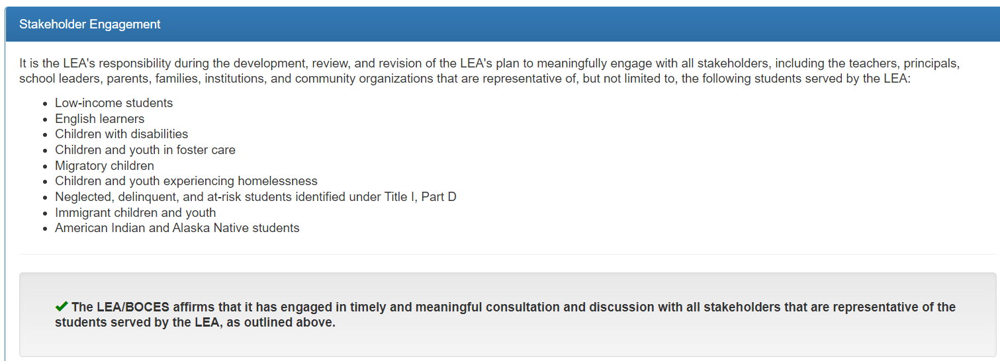 Stakeholder Engagement
It is the LEA's responsibility during the development, review, and revision of the LEA's plan to meaningfully engage with all stakeholders, including the teachers, principals,
school leaders, parents, families, institutions, and community organizations that are representative of, but not limited to, the following students served by the LEA:
• Low-income students
• English learners
• Children with disabilities
• Children and youth in foster care
• Migratory children
• Children and youth experiencing homelessness
• Neglected, delinquent, and at-risk students identified under Title I, Part D
• Immigrant children and youth
• American Indian and Alaska Native students
✔ The LEA/BOCES affirms that it has engaged in timely and meaningful consultation and discussion with all stakeholders that are representative of the
students served by the LEA, as outlined above.